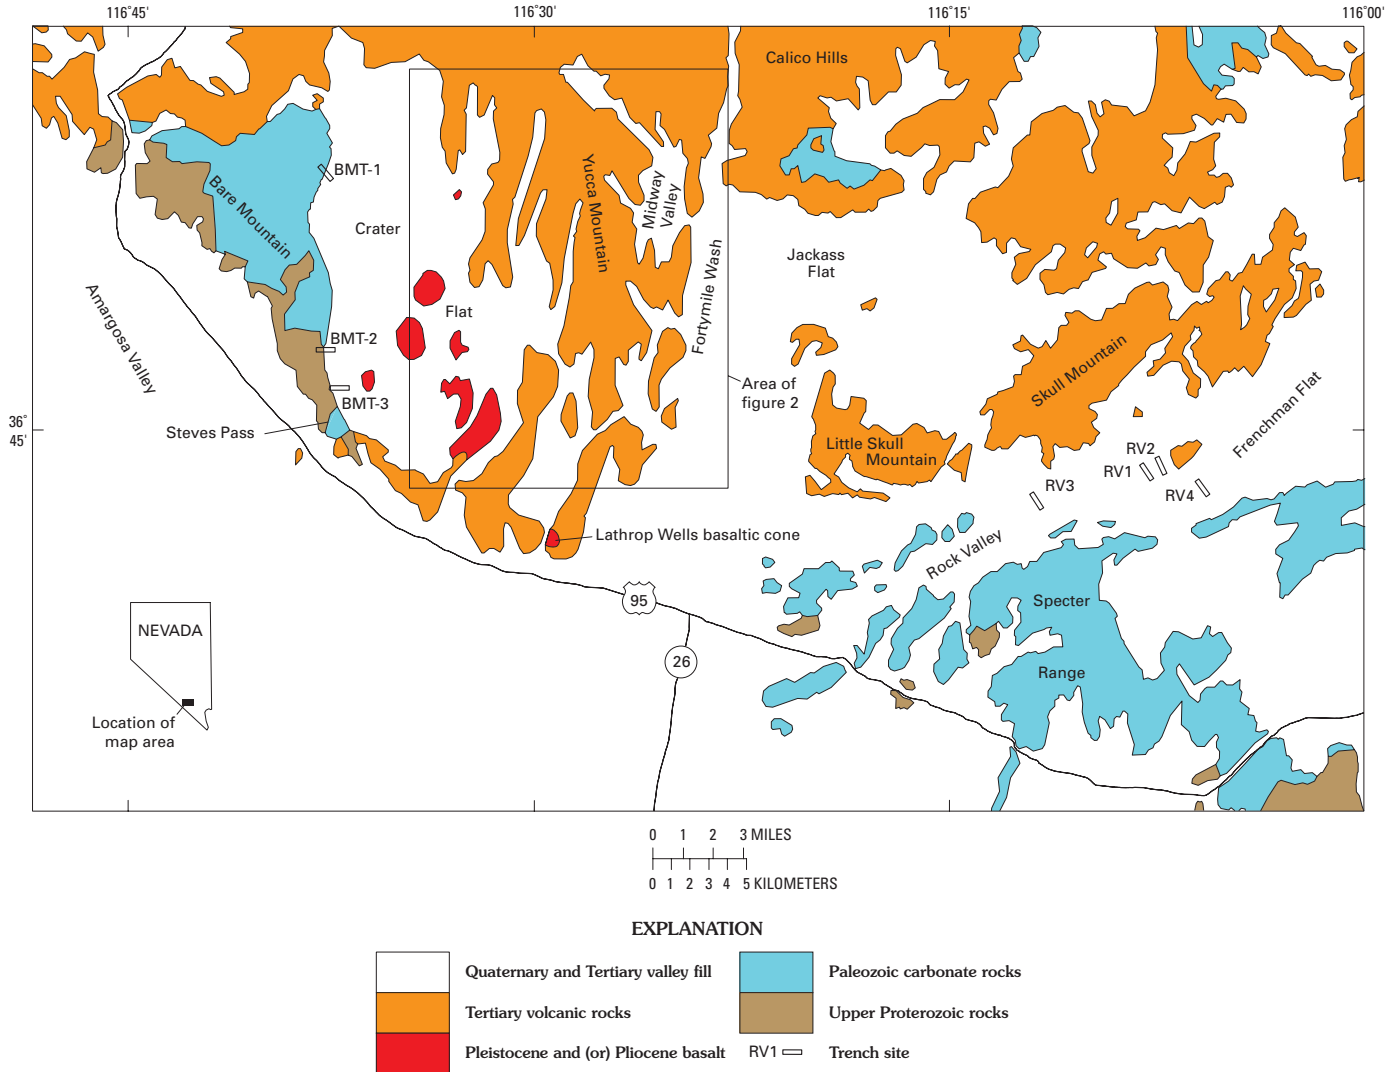 116°45'
116°30'
116°15'
116°00'
Calico Hills
BMT-1
Bare Mountain
Yucca Mountain
Midway
Valley
Crater
Fortymile Wash
Jackass
Flat
Flat
Amargosa Valley
BMT-2
Skull Mountain
Area of
figure 2
BMT-3
Frenchman Flat
36°
45'
Steves Pass
Little Skull
Mountain
RV2
RV1
RV3
RV4
Lathrop Wells basaltic cone
Rock Valley
95
Specter
NEVADA
26
Range
Location of
map area
0 1 2 3 MILES
0 1 2 3 4 5 KILOMETERS
EXPLANATION
Quaternary and Tertiary valley fill
Tertiary volcanic rocks
Pleistocene and (or) Pliocene basalt
Paleozoic carbonate rocks
Upper Proterozoic rocks
RV1 Trench site